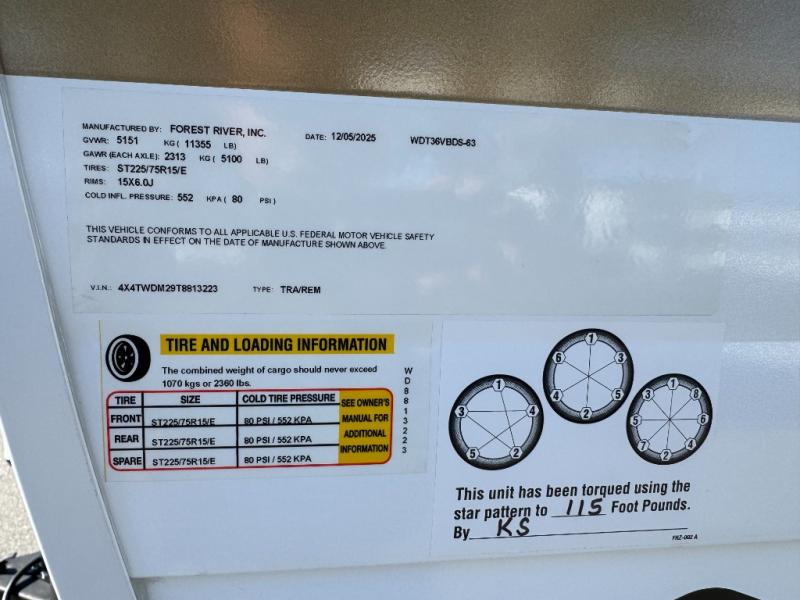 MANUFACTURED BY: FOREST RIVER, INC. DATE: 12/05/2025 WDT36VBDS-63
GVWR: 5151 KG ( 11355 LB)
GAWR (EACH AXLE): 2313 KG ( 5100 LB)
TIRES: ST225/75R15/E
RIMS: 15X6.0J
COLD INFL. PRESSURE: 552 KPA ( 80 PSI )
THIS VEHICLE CONFORMS TO ALL APPLICABLE U.S. FEDERAL MOTOR VEHICLE SAFETY
STANDARDS IN EFFECT ON THE DATE OF MANUFACTURE SHOWN ABOVE.
V.I.N.: 4X4TWDM29T8813223 TYPE: TRA/REM
TIRE AND LOADING INFORMATION
The combined weight of cargo should never exceed
1070 kgs or 2360 lbs.
TIRE SIZE COLD TIRE PRESSURE SEE OWNER'S
FRONT ST225/75R15/E 80 PSI / 552 KPA MANUAL FOR
REAR ST225/75R15/E 80 PSI / 552 KPA ADDITIONAL
SPARE ST225/75R15/E 80 PSI / 552 KPA INFORMATION
WD8813223
1 4 2 5 3
1 3 5 2 4 6
1 8 6 4 2 7 5 3
This unit has been torqued using the
star pattern to 115 Foot Pounds.
By KS
FRZ-002 A